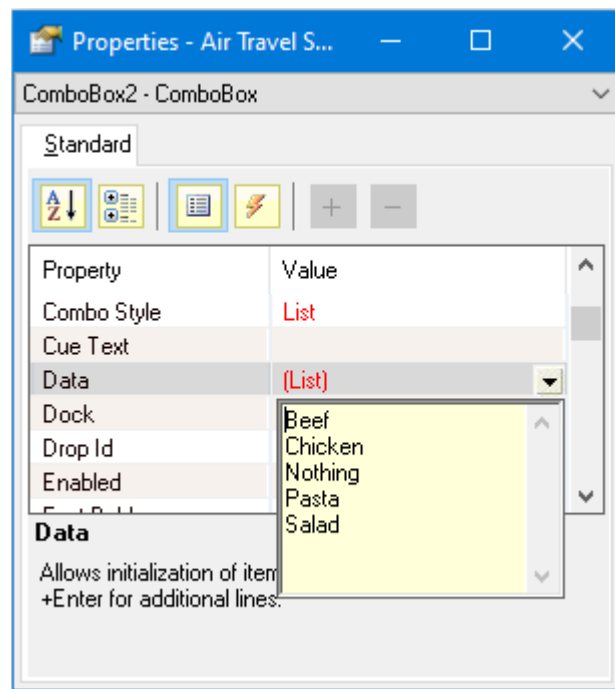 Properties - Air Travel S...
ComboBox2 - ComboBox
Standard
Property Value
Combo Style List
Cue Text
Data (List)
Dock
Drop Id
Enabled
Beef
Chicken
Nothing
Pasta
Salad
Data
Allows initialization of item
+Enter for additional lines.